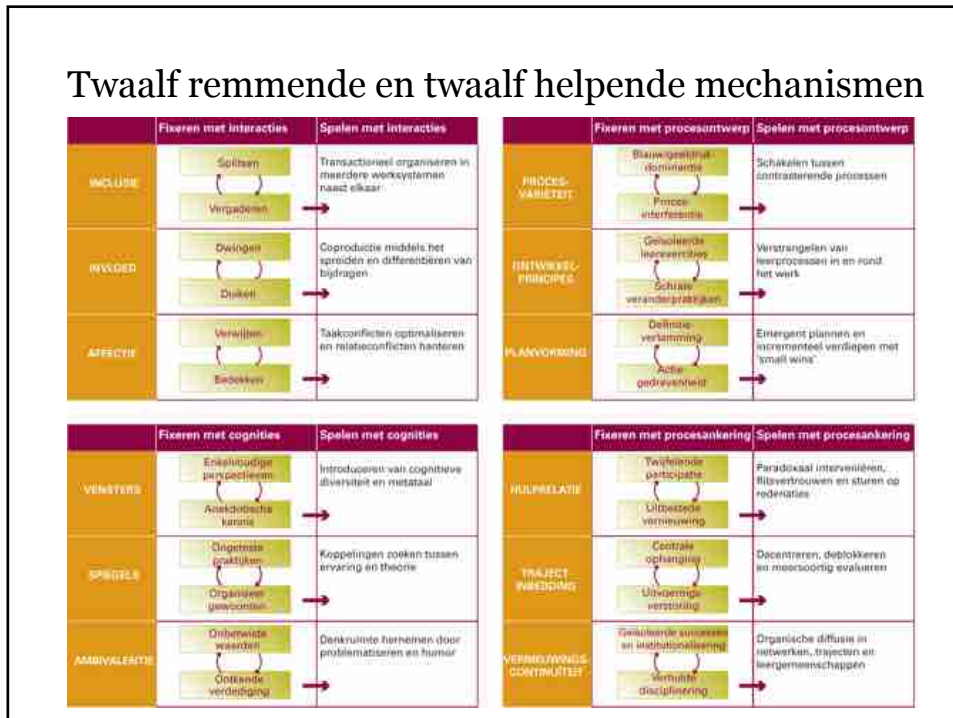 Twaalf remmende en twaalf helpende mechanismen
Fixeren met interacties
Spelen met interacties
INCLUSIE
Splitsen
Vergaderen
Transactioneel organiseren in
meerdere werksystemen
naast elkaar
INVLOED
Dwingen
Duiken
Coproductie middels het
spreiden en differentiëren van
bijdragen
AFFECTIE
Verwijten
Bedekken
Taakconflicten optimaliseren
en relatieconflicten hanteren
Fixeren met procesontwerp
Spelen met procesontwerp
PROCES-
VARIËTEIT
dominantie
Proces-
interferentie
Schakelen tussen
contrasterende processen
ONTWIKKEL-
PRINCIPES
Geïsoleerde
leerexercities
Schrale
veranderpraktijken
Verstrengelen van
leerprocessen in en rond
het werk
PLANVORMING
Definitie-
verlamming
Actie
gedrevenheid
Emergent plannen en
incrementeel verdiepen met
'small wins'
Fixeren met cognities
Spelen met cognities
VENSTERS
Enkelvoudige
perspectieven
Anekdotische
kennis
Introduceren van cognitieve
diversiteit en metataal
SPIEGELS
Ongetoetste
praktijken
gewoonten
Koppelingen zoeken tussen
ervaring en theorie
AMBIVALENTIE
Onbetwiste
waarden
Ontkende
verdediging
Denkruimte hernemen door
problematiseren en humor
Fixeren met procesankering
Spelen met procesankering
HULPRELATIE
Twijfelende
participatie
Uitbestede
vernieuwing
Paradoxaal interveniëren,
flitsvertrouwen en sturen op
redenaties
TRAJECT-
INBEDDING
Centrale
ophanging
Uitvoerings-
verstoring
Decentreren, deblokkeren
en meersoortig evalueren
VERNIEUWINGS-
CONTINUÏTEIT
Geïsoleerde successen
en institutionalisering
Verhulde
disciplinering
Organische diffusie in
netwerken, trajecten en
leergemeenschappen